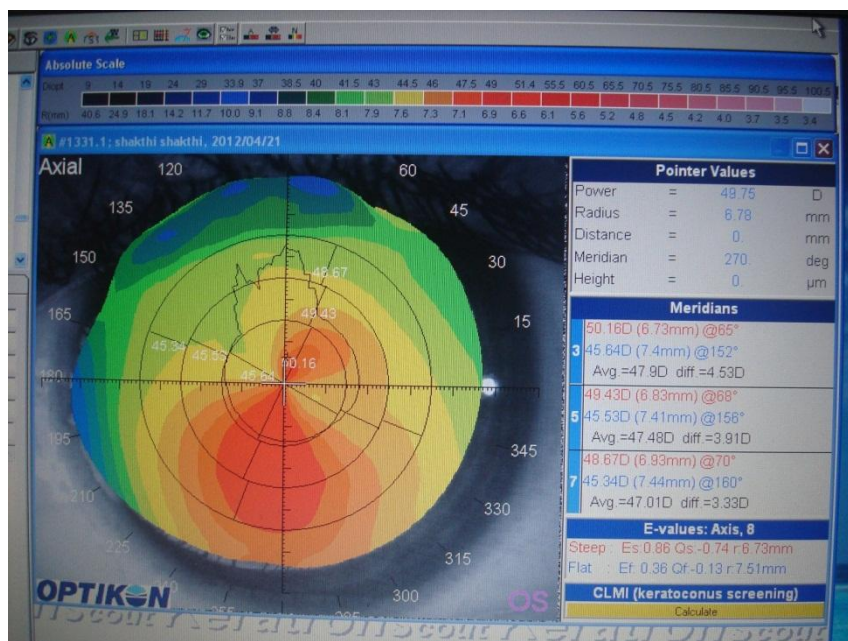 Absolute Scale
Diopt. 9 14 19 24 29 33.9 37 38.5 40 41.5 43 44.5 46 47.5 49 51.4 55.5 60.5 65.5 70.5 75.5 80.5 85.5 90.5 95.5 100.5
R(mm) 40.6 24.9 18.1 14.2 11.7 10.0 9.1 8.8 8.4 8.1 7.9 7.6 7.3 7.1 6.9 6.6 6.1 5.6 5.2 4.8 4.5 4.2 4.0 3.7 3.5 3.4
#1331.1; shakthi shakthi, 2012/04/21
Axial
120
60
135
45
150
30
165
15
180
195
345
210
330
225
315
300
255
285
48.67
49.43
45.34
45.53
50.16
45.64
OPTIKON
OS
Pointer Values
Power = 49.75 D
Radius = 6.78 mm
Distance = 0. mm
Meridian = 270. deg
Height = 0. µm
Meridians
3
50.16D (6.73mm) @65°
45.64D (7.4mm) @152°
Avg.=47.9D diff.=4.53D
5
49.43D (6.83mm) @68°
45.53D (7.41mm) @156°
Avg.=47.48D diff.=3.91D
7
48.67D (6.93mm) @70°
45.34D (7.44mm) @160°
Avg.=47.01D diff.=3.33D
E-values: Axis, 8
Steep : Es:0.86 Qs:-0.74 r:6.73mm
Flat : Ef: 0.36 Qf:-0.13 r:7.51mm
CLMI (keratoconus screening)
Calculate
Scout Keratron Scout Keratron Scout